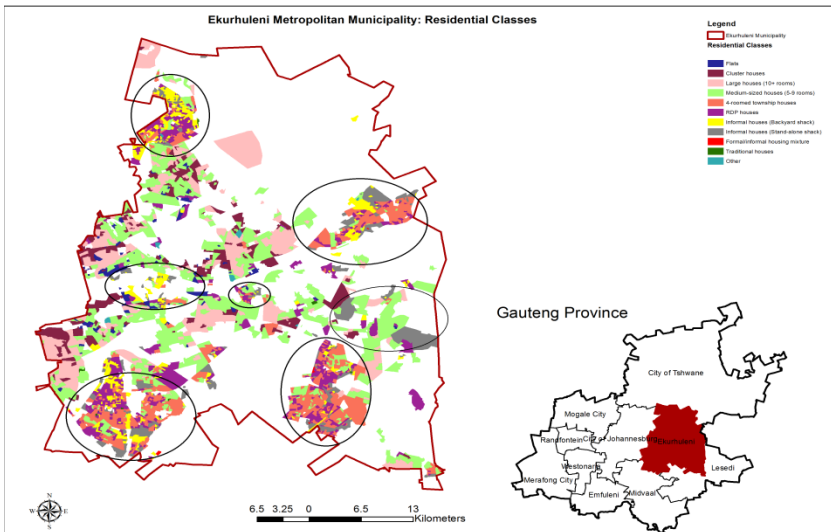 Ekurhuleni Metropolitan Municipality: Residential Classes
Legend
Ekurhuleni Municipality
Residential Classes
Flats
Cluster houses
Large houses (10+ rooms)
Medium-sized houses (5-9 rooms)
4-roomed township houses
RDP houses
Informal houses (Backyard shack)
Informal houses (Stand-alone shack)
Formal/informal housing mixture
Traditional houses
Other
Gauteng Province
City of Tshwane
Mogale City
Randfontein
City of Johannesb
Ekurhuleni
Westonaria
Lesedi
Merafong City
Emfuleni
Midvaal
N
W
E
S
6.5 3.25 0 6.5 13
Kilometers